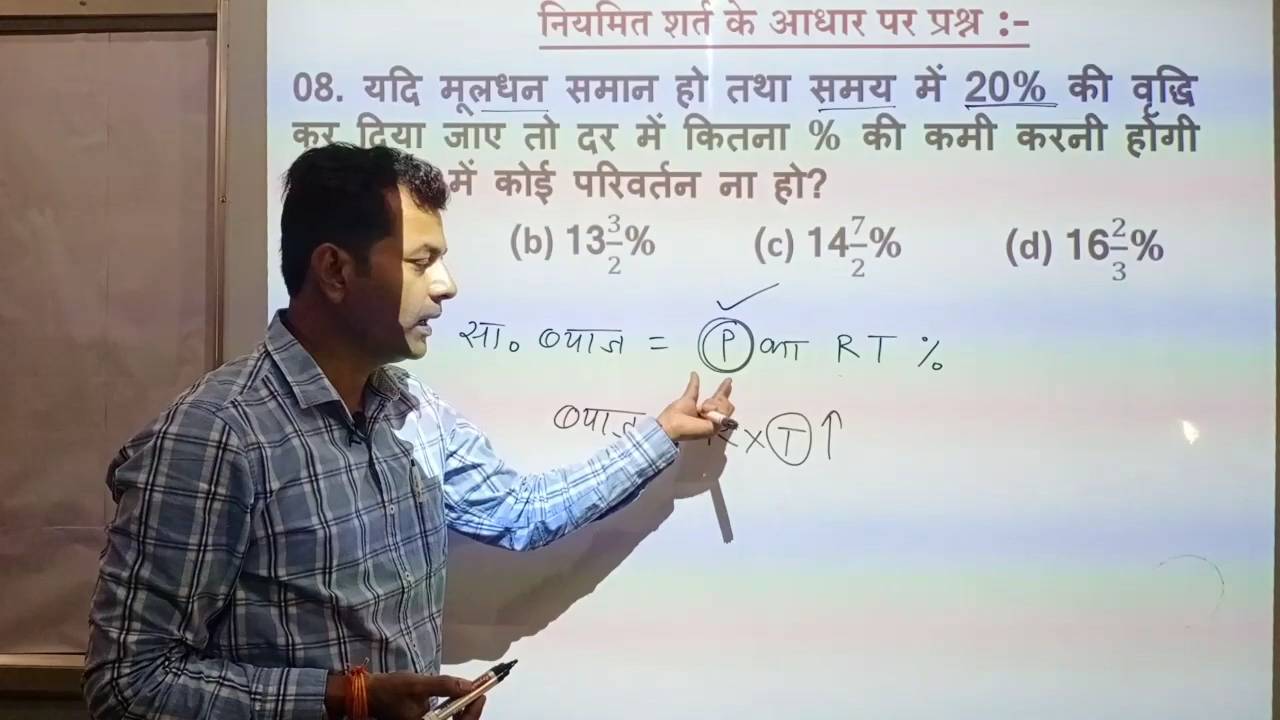 नियमित शर्त के आधार पर प्रश्न :-
08. यदि मूलधन समान हो तथा समय में 20% की वृद्धि
कर दिया जाए तो दर में कितना % की कमी करनी होगी
में कोई परिवर्तन ना हो?
(b) 13 3/2% (c) 14 7/2% (d) 16 2/3%
सा० ब्याज = P का RT %
ब्याज × T ↑